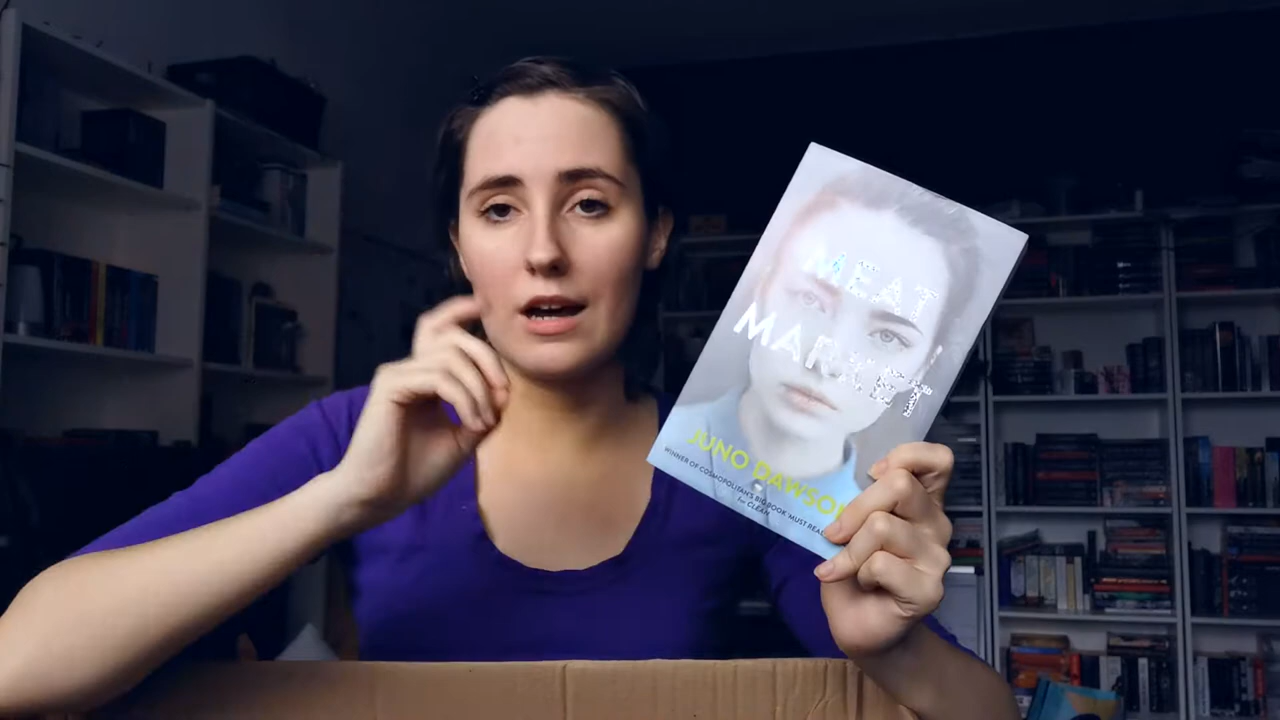 MEAT
MARKET
JUNO DAWSON
WINNER OF COSMOPOLITAN'S BIG BOOK 'MUST READ'
for CLEAN